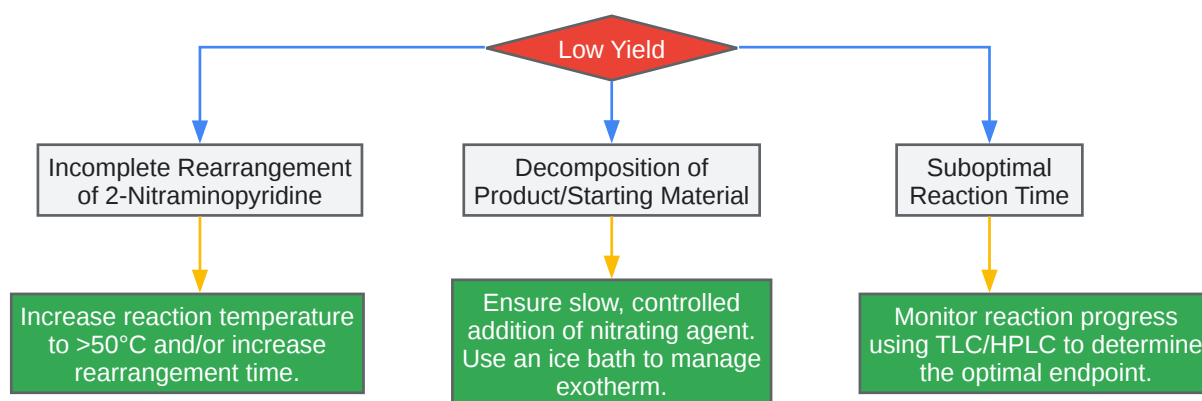 Low Yield
Incomplete Rearrangement
of 2-Nitraminopyridine
Decomposition of
Product/Starting Material
Suboptimal
Reaction Time
Increase reaction temperature
to >50°C and/or increase
rearrangement time.
Ensure slow, controlled
addition of nitrating agent.
Use an ice bath to manage
exotherm.
Monitor reaction progress
using TLC/HPLC to determine
the optimal endpoint.